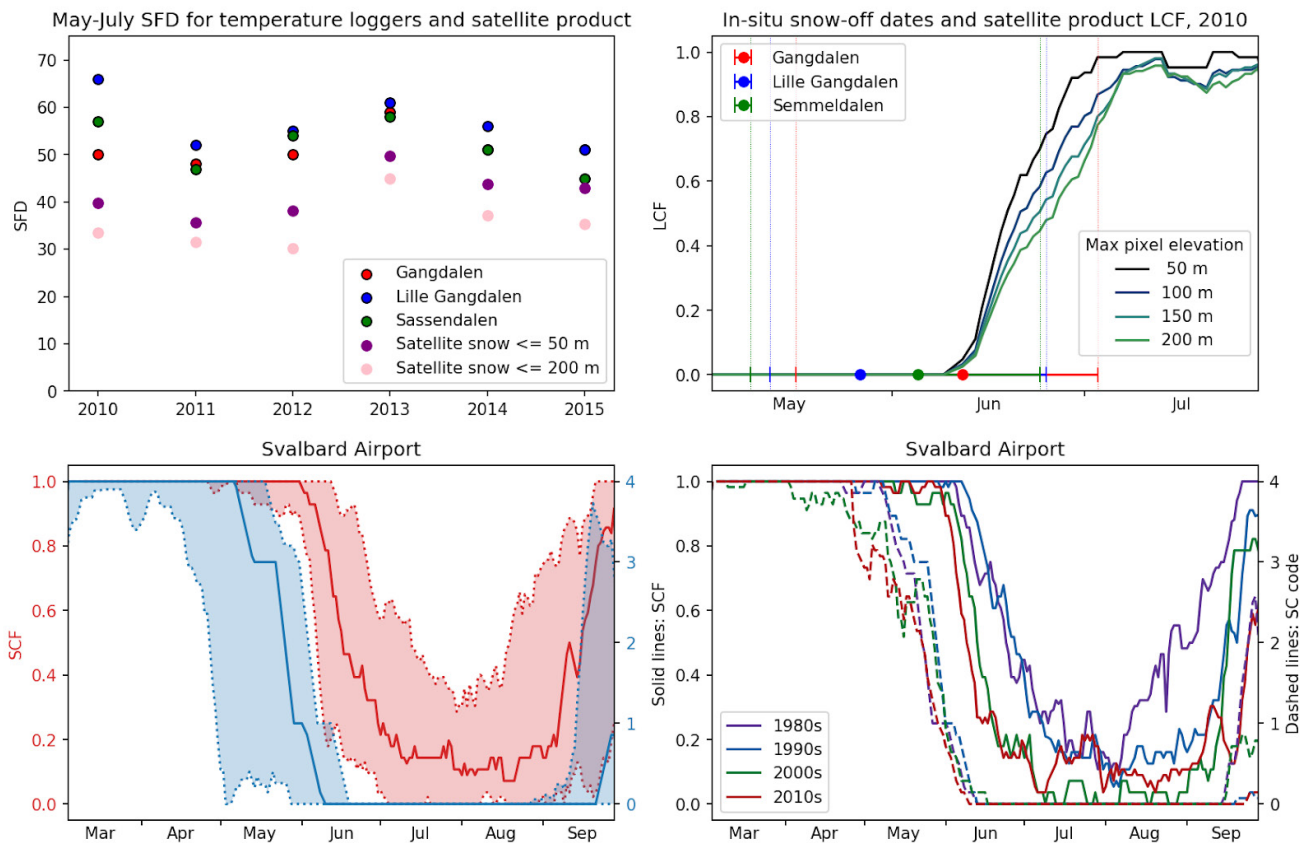 May-July SFD for temperature loggers and satellite product
70
60
50
40
30
20
10
0
SFD
2010
2011
2012
2013
2014
2015
Gangdalen
Lille Gangdalen
Sassendalen
Satellite snow <= 50 m
Satellite snow <= 200 m
In-situ snow-off dates and satellite product LCF, 2010
1.0
0.8
0.6
0.4
0.2
0.0
LCF
Gangdalen
Lille Gangdalen
Semmeldalen
Max pixel elevation
50 m
100 m
150 m
200 m
May
Jun
Jul
Svalbard Airport
1.0
0.8
0.6
0.4
0.2
0.0
SCF
4
3
2
1
0
Mar
Apr
May
Jun
Jul
Aug
Sep
Svalbard Airport
Solid lines: SCF
1.0
0.8
0.6
0.4
0.2
0.0
1980s
1990s
2000s
2010s
4
3
2
1
0
Dashed lines: SC code
Mar
Apr
May
Jun
Jul
Aug
Sep